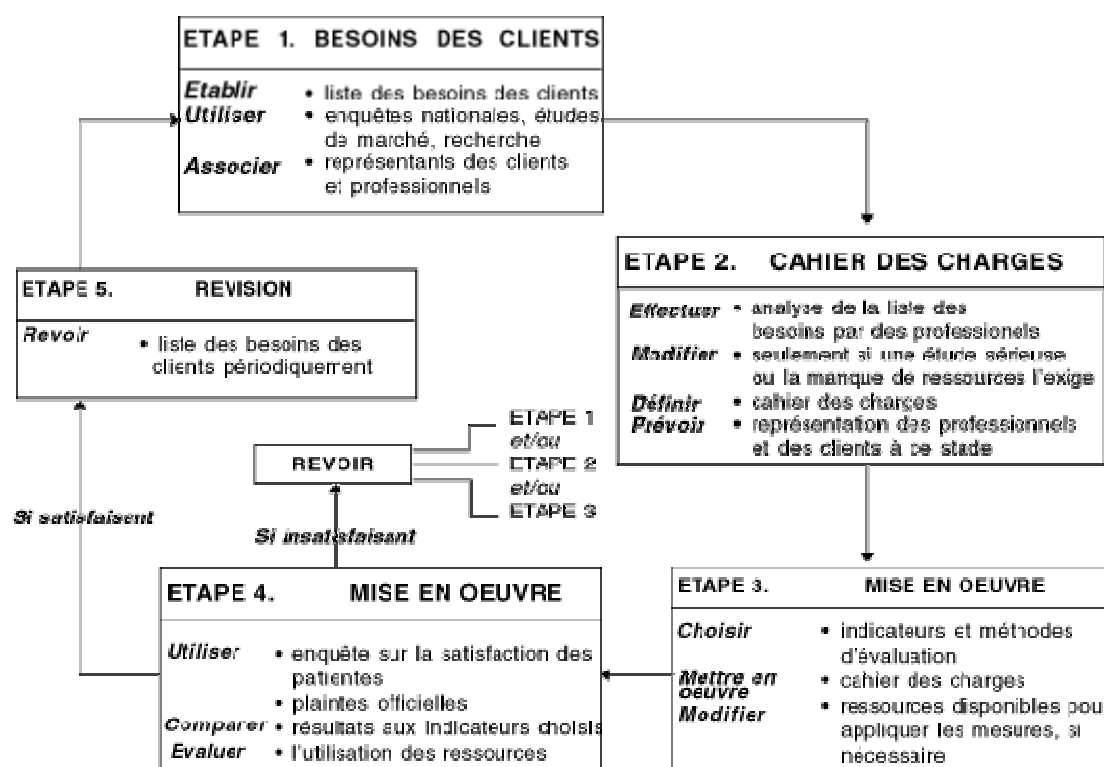 ETAPE 1. BESOINS DES CLIENTS
Etablir • liste des besoins des clients
Utiliser • enquêtes nationales, études
de marché, recherche
Associer • représentants des clients
et professionnels
ETAPE 2. CAHIER DES CHARGES
Effectuer • analyse de la liste des
besoins par des professionels
Modifier • seulement si une étude sérieuse
ou la manque de ressources l'exige
Définir • cahier des charges
Prévoir • représentation des professionnels
et des clients à ce stade
ETAPE 5. REVISION
Revoir • liste des besoins des
clients périodiquement
ETAPE 1
et/ou
REVOIR ETAPE 2
et/ou
ETAPE 3
Si satisfaisent
Si insatisfaisant
ETAPE 4. MISE EN OEUVRE
Utiliser • enquête sur la satisfaction des
patientes
• plaintes officielles
Comparer • résultats aux indicateurs choisis
Evaluer • l'utilisation des ressources
ETAPE 3. MISE EN OEUVRE
Choisir • indicateurs et méthodes
d'évaluation
Mettre en
oeuvre • cahier des charges
Modifier • ressources disponibles pou
appliquer les mesures, si
nécessaire